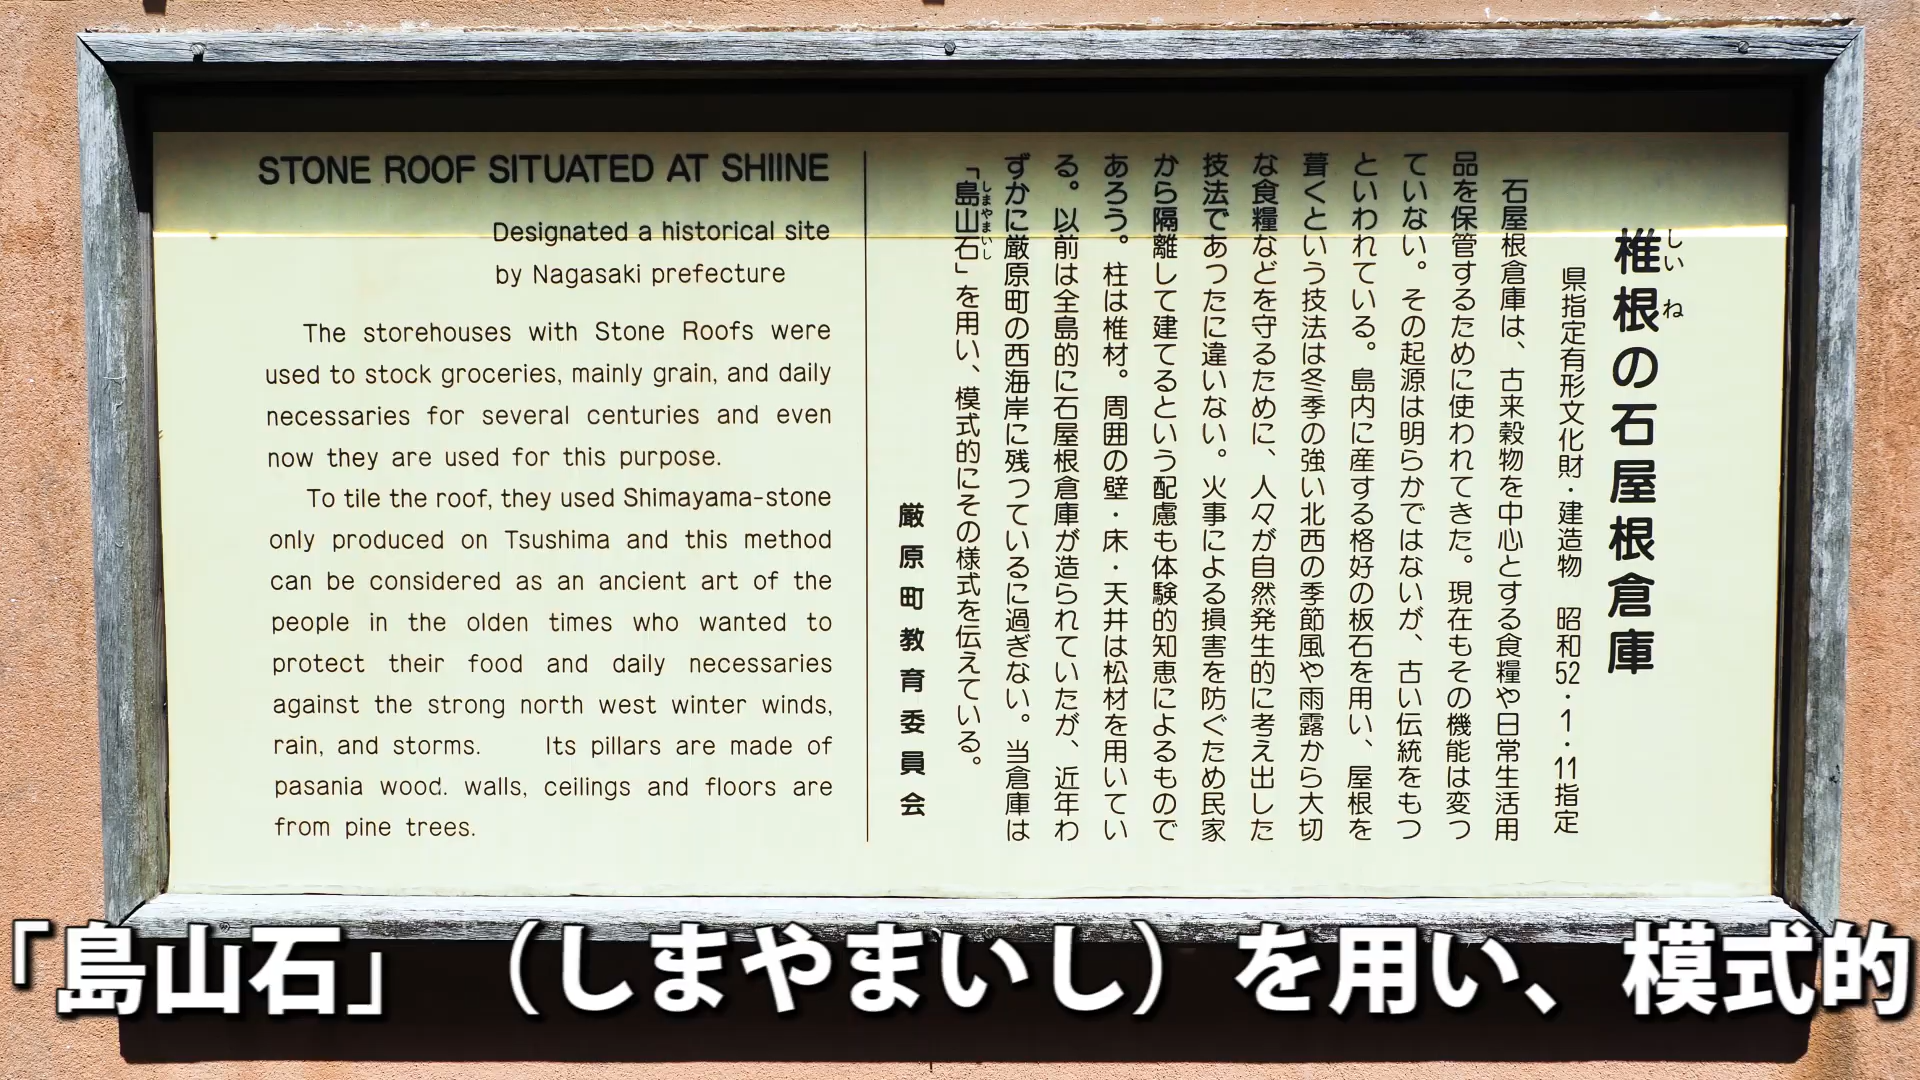 STONE ROOF SITUATED AT SHIINE
Designated a historical site
by Nagasaki prefecture
The storehouses with Stone Roofs were
used to stock groceries, mainly grain, and daily
necessaries for several centuries and even
now they are used for this purpose.
To tile the roof, they used Shimayama-stone
only produced on Tsushima and this method
can be considered as an ancient art of the
people in the olden times who wanted to
protect their food and daily necessaries
against the strong north west winter winds,
rain, and storms. Its pillars are made of
pasania wood. walls, ceilings and floors are
from pine trees.
椎根の石屋根倉庫
しいね
県指定有形文化財・建造物 昭和52・1・11指定
石屋根倉庫は、古来穀物を中心とする食糧や日常生活用
品を保管するために使われてきた。現在もその機能は変つ
ていない。その起源は明らかではないが、古い伝統をもつ
といわれている。島内に産する格好の板石を用い、屋根を
葺くという技法は冬季の強い北西の季節風や雨露から大切
な食糧などを守るために、人々が自然発生的に考え出した
技法であったに違いない。火事による損害を防ぐため民家
から隔離して建てるという配慮も体験的知恵によるもので
あろう。柱は椎材。周囲の壁・床・天井は松材を用いてい
る。以前は全島的に石屋根倉庫が造られていたが、近年わ
ずかに厳原町の西海岸に残っているに過ぎない。当倉庫は
「島山石」を用い、模式的にその様式を伝えている。
しまやまいし
厳原町教育委員会
「島山石」（しまやまいし）を用い、模式的